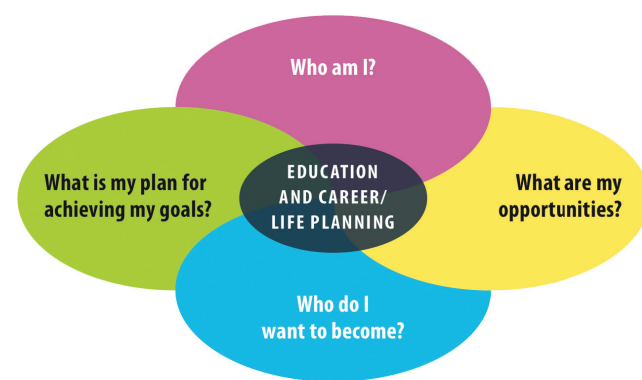 Who am I?
What is my plan for
achieving my goals?
EDUCATION
AND CAREER/
LIFE PLANNING
What are my
opportunities?
Who do I
want to become?